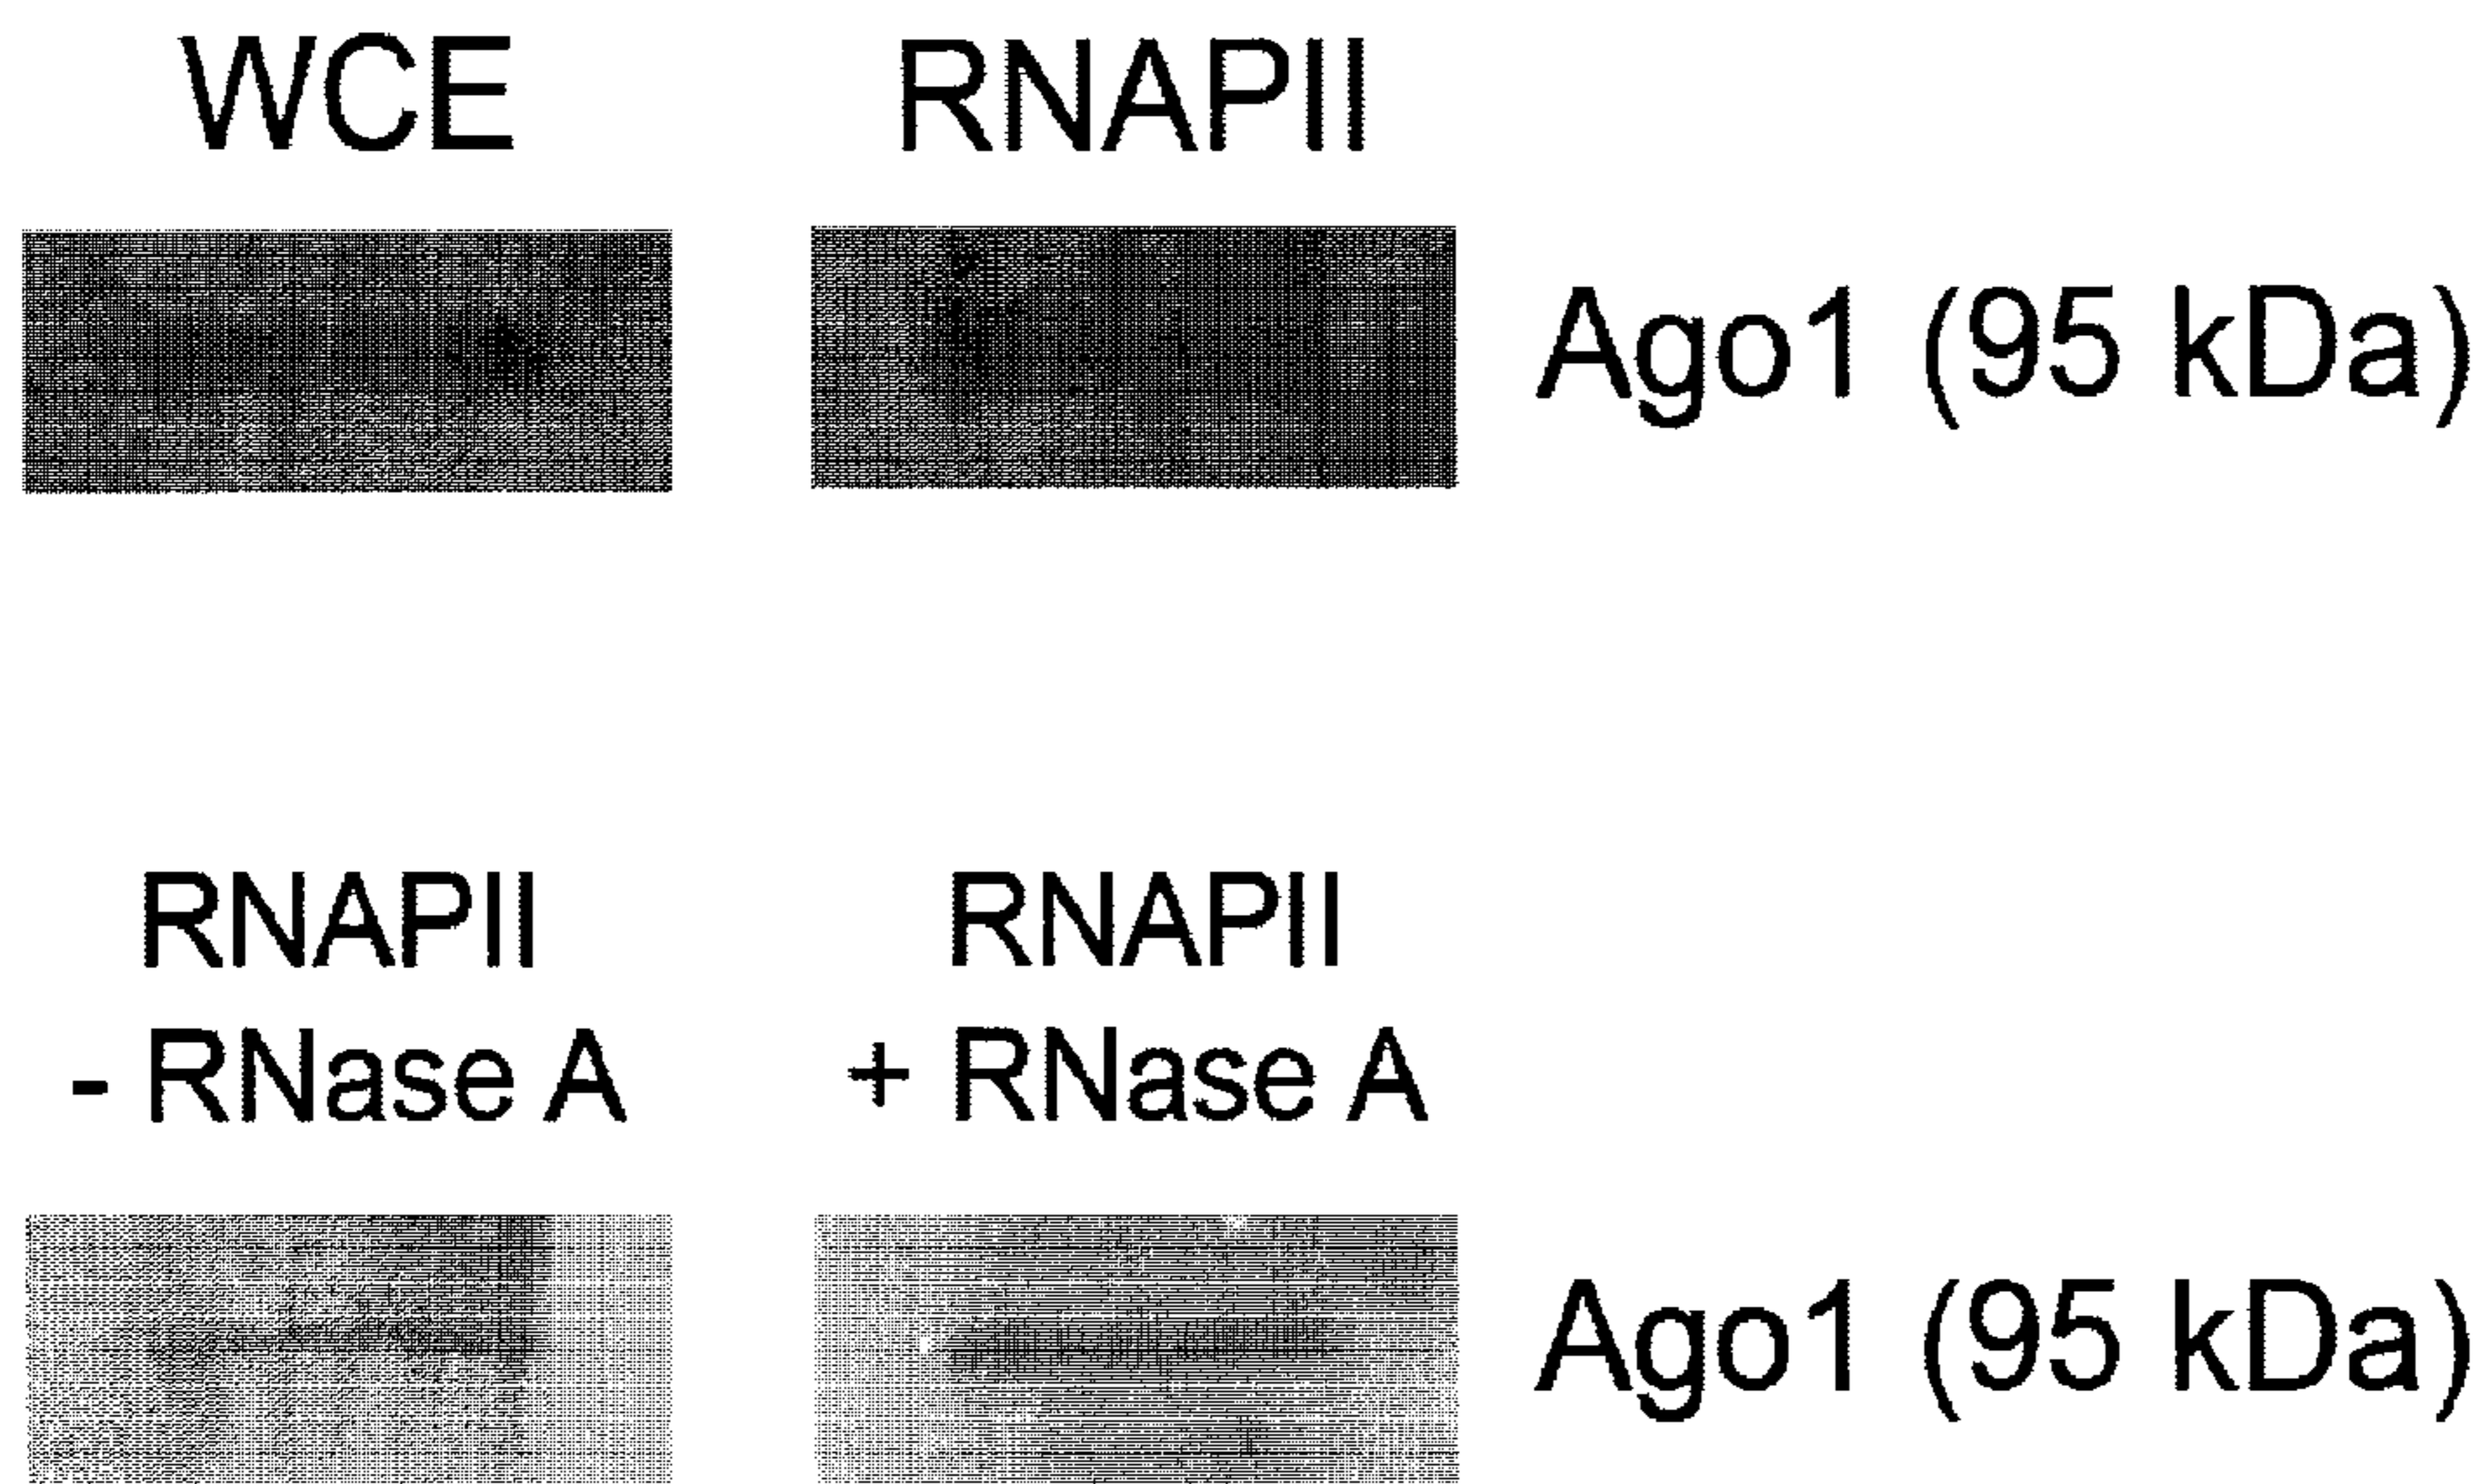 WCE RNAPII
Ago1 (95 kDa)
RNAPII RNAPII
- RNase A + RNase A
Ago1 (95 kDa)